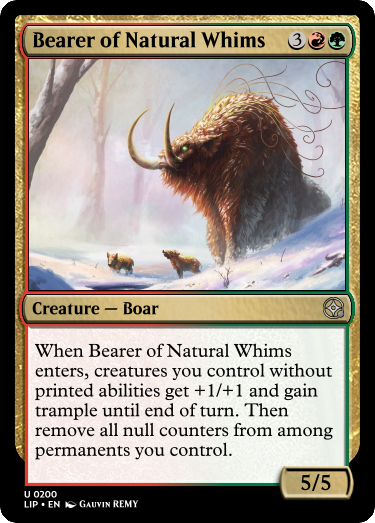 Bearer of Natural Whims 3
Creature — Boar
When Bearer of Natural Whims
enters, creatures you control without
printed abilities get +1/+1 and gain
trample until end of turn. Then
remove all null counters from among
permanents you control.
5/5
U 0200
LIP • EN Gauvin REMY